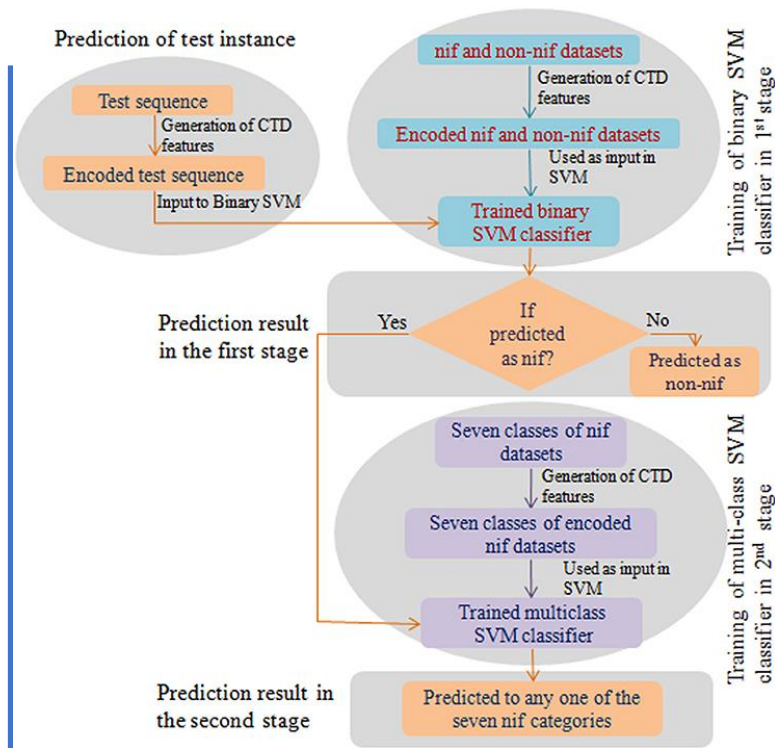 Prediction of test instance
Test sequence
Generation of CTD
features
Encoded test sequence
Input to Binary SVM
nif and non-nif datasets
Generation of CTD
features
Encoded nif and non-nif datasets
Used as input in
SVM
Trained binary
SVM classifier
Training of binary SVM
classifier in 1st stage
Prediction result
in the first stage
Yes
If
predicted
as nif?
No
Predicted as
non-nif
Seven classes of nif
datasets
Generation of CTD
features
Seven classes of encoded
nif datasets
Used as input in
SVM
Trained multiclass
SVM classifier
Training of multi-class SVM
classifier in 2nd stage
Prediction result in
the second stage
Predicted to any one of the
seven nif categories